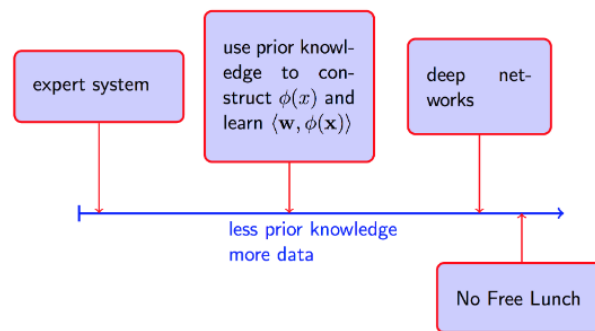 expert system
use prior knowl-
edge to con-
struct ϕ(x) and
learn ⟨w, ϕ(x)⟩
deep net-
works
less prior knowledge
more data
No Free Lunch